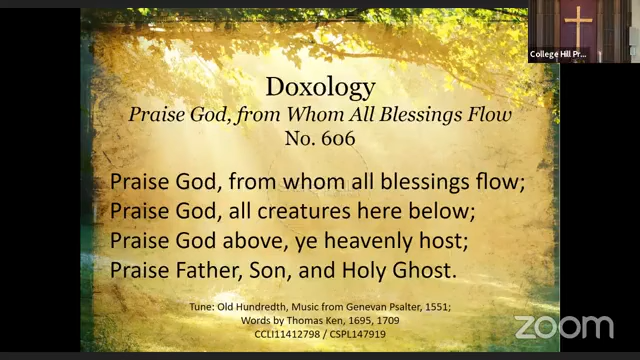 Doxology
Praise God, from Whom All Blessings Flow
No. 606
Praise God, from whom all blessings flow;
Praise God, all creatures here below;
Praise God above, ye heavenly host;
Praise Father, Son, and Holy Ghost.
Tune: Old Hundredth, Music from Genevan Psalter, 1551;
Words by Thomas Ken, 1695, 1709
CCLI11412798 / CSPL147919
College Hill Pr...
zoom